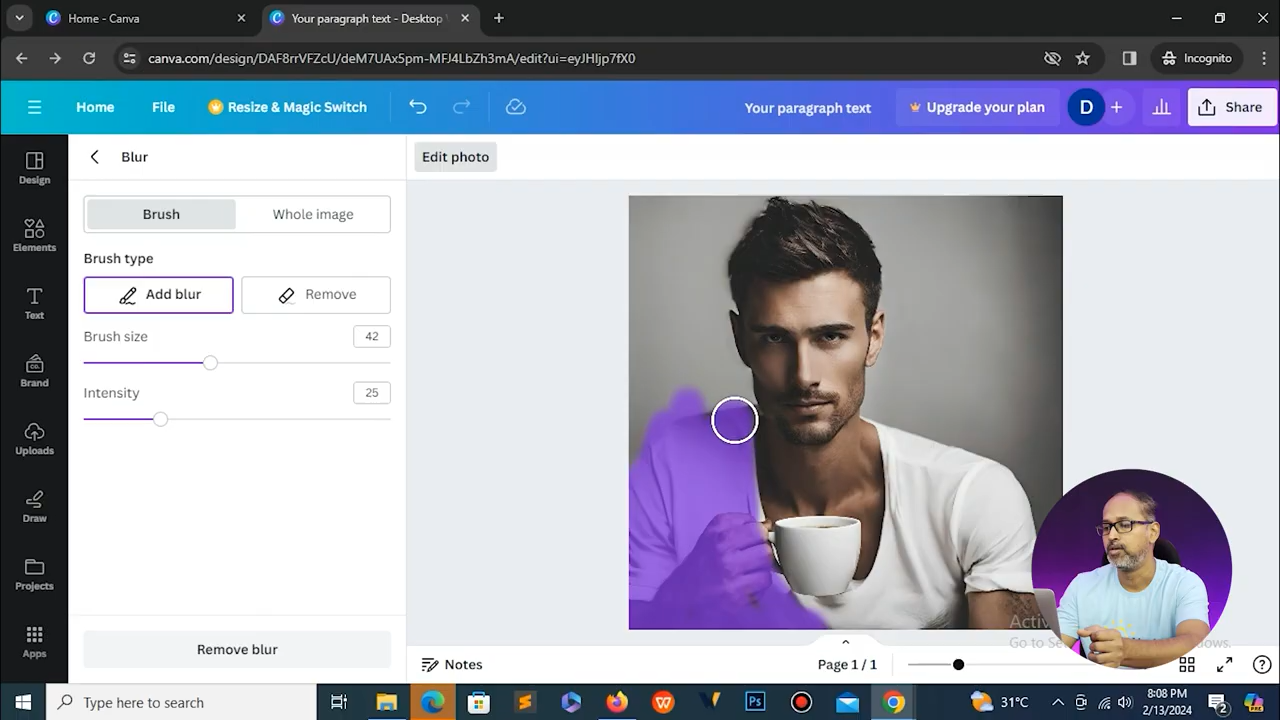 Home - Canva
Your paragraph text - Desktop
canva.com/design/DAF8rrVFZcU/deM7UAx5pm-MFJ4LbZh3mA/edit?ui=eyJHIjp7fX0
Incognito
Home
File
Resize & Magic Switch
Your paragraph text
Upgrade your plan
D
Share
Design
Elements
Text
Brand
Uploads
Draw
Projects
Apps
Blur
Edit photo
Brush
Whole image
Brush type
Add blur
Remove
Brush size
42
Intensity
25
Remove blur
Notes
Page 1 / 1
Type here to search
31°C
8:08 PM
2/13/2024
2